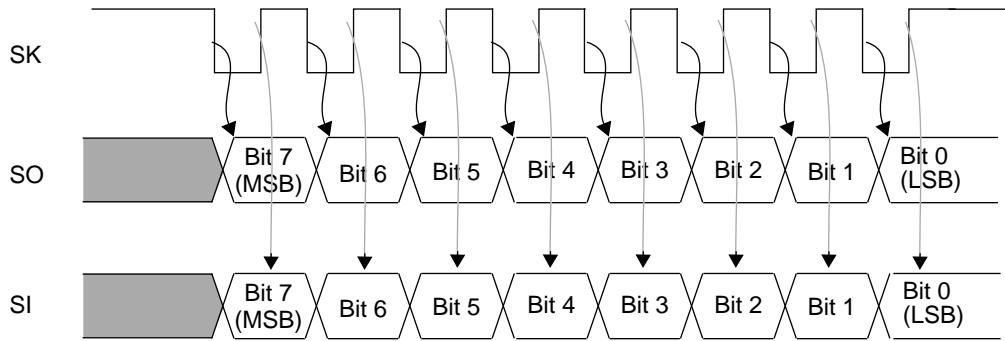 SK
SO
Bit 7
(MSB)
Bit 6
Bit 5
Bit 4
Bit 3
Bit 2
Bit 1
Bit 0
(LSB)
SI
Bit 7
(MSB)
Bit 6
Bit 5
Bit 4
Bit 3
Bit 2
Bit 1
Bit 0
(LSB)